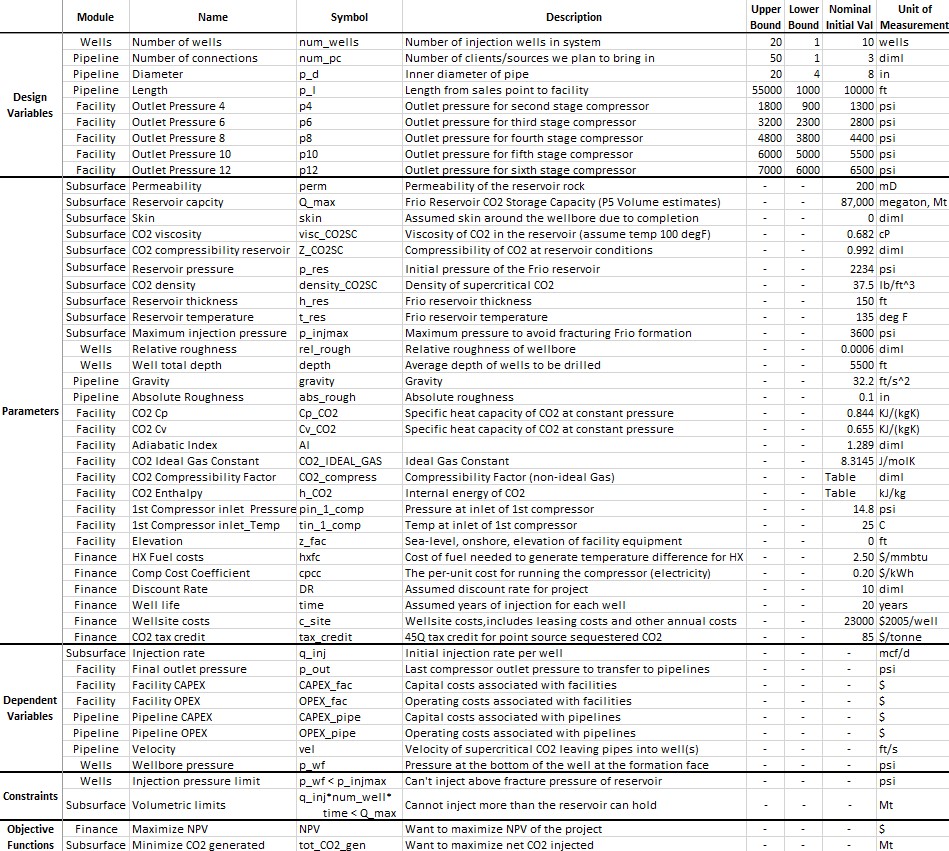 Module Name Symbol Description Upper Bound Lower Bound Nominal Initial Val Unit of Measurement
Design Variables
Wells Number of wells num_wells Number of injection wells in system 20 1 10 wells
Pipeline Number of connections num_pc Number of clients/sources we plan to bring in 50 1 3 diml
Pipeline Diameter p_d Inner diameter of pipe 20 4 8 in
Pipeline Length p_l Length from sales point to facility 55000 1000 10000 ft
Facility Outlet Pressure 4 p4 Outlet pressure for second stage compressor 1800 900 1300 psi
Facility Outlet Pressure 6 p6 Outlet pressure for third stage compressor 3200 2300 2800 psi
Facility Outlet Pressure 8 p8 Outlet pressure for fourth stage compressor 4800 3800 4400 psi
Facility Outlet Pressure 10 p10 Outlet pressure for fifth stage compressor 6000 5000 5500 psi
Facility Outlet Pressure 12 p12 Outlet pressure for sixth stage compressor 7000 6000 6500 psi
Parameters
Subsurface Permeability perm Permeability of the reservoir rock - - 200 mD
Subsurface Reservoir capcity Q_max Frio Reservoir CO2 Storage Capacity (P5 Volume estimates) - - 87,000 megaton, Mt
Subsurface Skin skin Assumed skin around the wellbore due to completion - - 0 diml
Subsurface CO2 viscosity visc_CO2SC Viscosity of CO2 in the reservoir (assume temp 100 degF) - - 0.682 cP
Subsurface CO2 compressibility reservoir Z_CO2SC Compressibility of CO2 at reservoir conditions - - 0.992 diml
Subsurface Reservoir pressure p_res Initial pressure of the Frio reservoir - - 2234 psi
Subsurface CO2 density density_CO2SC Density of supercritical CO2 - - 37.5 lb/ft^3
Subsurface Reservoir thickness h_res Frio reservoir thickness - - 150 ft
Subsurface Reservoir temperature t_res Frio reservoir temperature - - 135 deg F
Subsurface Maximum injection pressure p_injmax Maximum pressure to avoid fracturing Frio formation - - 3600 psi
Wells Relative roughness rel_rough Relative roughness of wellbore - - 0.0006 diml
Wells Well total depth depth Average depth of wells to be drilled - - 5500 ft
Pipeline Gravity gravity Gravity - - 32.2 ft/s^2
Pipeline Absolute Roughness abs_rough Absolute roughness - - 0.1 in
Facility CO2 Cp Cp_CO2 Specific heat capacity of CO2 at constant pressure - - 0.844 KJ/(kgK)
Facility CO2 Cv Cv_CO2 Specific heat capacity of CO2 at constant pressure - - 0.655 KJ/(kgK)
Facility Adiabatic Index AI - - 1.289 diml
Facility CO2 Ideal Gas Constant CO2_IDEAL_GAS Ideal Gas Constant - - 8.3145 J/molK
Facility CO2 Compressibility Factor CO2_compress Compressibility Factor (non-ideal Gas) - - Table diml
Facility CO2 Enthalpy h_CO2 Internal energy of CO2 - - Table kJ/kg
Facility 1st Compressor inlet Pressure pin_1_comp Pressure at inlet of 1st compressor - - 14.8 psi
Facility 1st Compressor inlet_Temp tin_1_comp Temp at inlet of 1st compressor - - 25 C
Facility Elevation z_fac Sea-level, onshore, elevation of facility equipment - - 0 ft
Finance HX Fuel costs hxfc Cost of fuel needed to generate temperature difference for HX - - 2.50 $/mmbtu
Finance Comp Cost Coefficient cpcc The per-unit cost for running the compressor (electricity) - - 0.20 $/kWh
Finance Discount Rate DR Assumed discount rate for project - - 10 diml
Finance Well life time Assumed years of injection for each well - - 20 years
Finance Wellsite costs c_site Wellsite costs,includes leasing costs and other annual costs - - 23000 $2005/well
Finance CO2 tax credit tax_credit 45Q tax credit for point source sequestered CO2 - - 85 $/tonne
Dependent Variables
Subsurface Injection rate q_inj Initial injection rate per well - - - mcf/d
Facility Final outlet pressure p_out Last compressor outlet pressure to transfer to pipelines - - - psi
Facility Facility CAPEX CAPEX_fac Capital costs associated with facilities - - - $
Facility Facility OPEX OPEX_fac Operating costs associated with facilities - - - $
Pipeline Pipeline CAPEX CAPEX_pipe Capital costs associated with pipelines - - - $
Pipeline Pipeline OPEX OPEX_pipe Operating costs associated with pipelines - - - $
Pipeline Velocity vel Velocity of supercritical CO2 leaving pipes into well(s) - - - ft/s
Wells Wellbore pressure p_wf Pressure at the bottom of the well at the formation face - - - psi
Constraints
Wells Injection pressure limit p_wf < p_injmax Can't inject above fracture pressure of reservoir - - - psi
Subsurface Volumetric limits q_inj*num_well* time < Q_max Cannot inject more than the reservoir can hold - - - Mt
Objective Functions
Finance Maximize NPV NPV Want to maximize NPV of the project - - - $
Subsurface Minimize CO2 generated tot_CO2_gen Want to maximize net CO2 injected - - - Mt